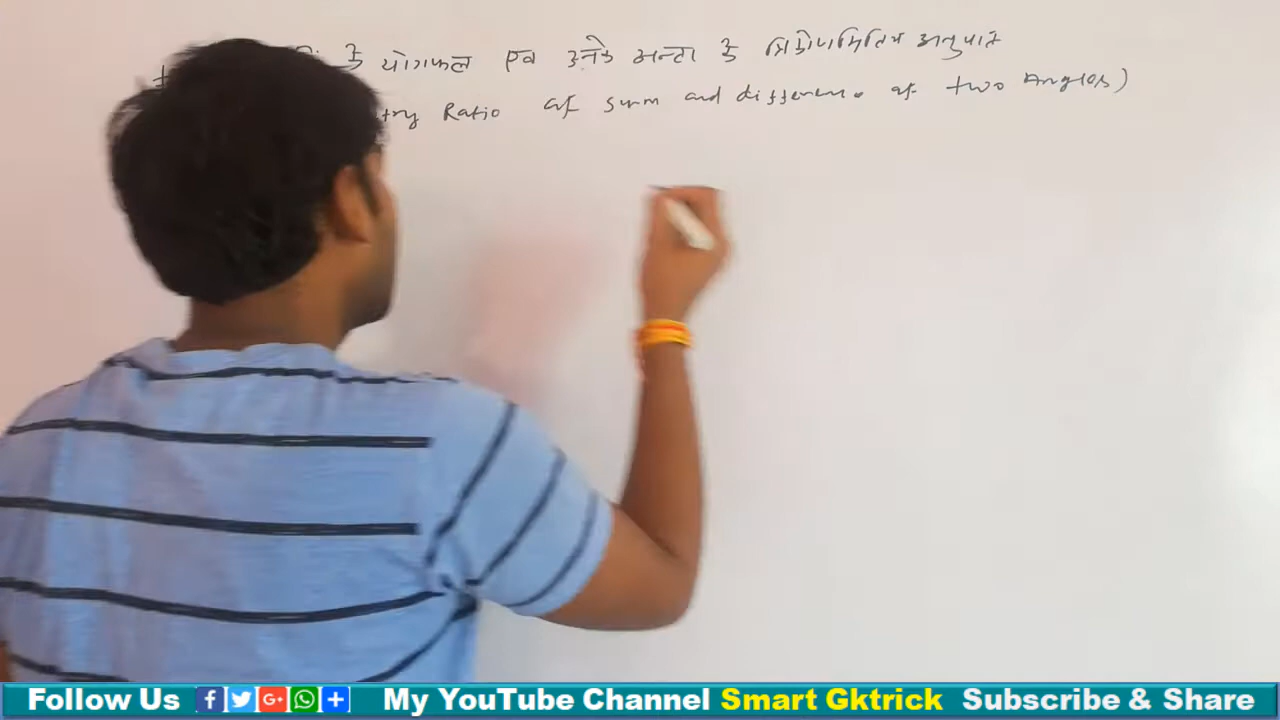 के योगफल एवं उनके अन्तर के त्रिकोणमितिय अनुपात
try Ratio of sum and difference of two Angles)
Follow Us My YouTube Channel Smart Gktrick Subscribe & Share